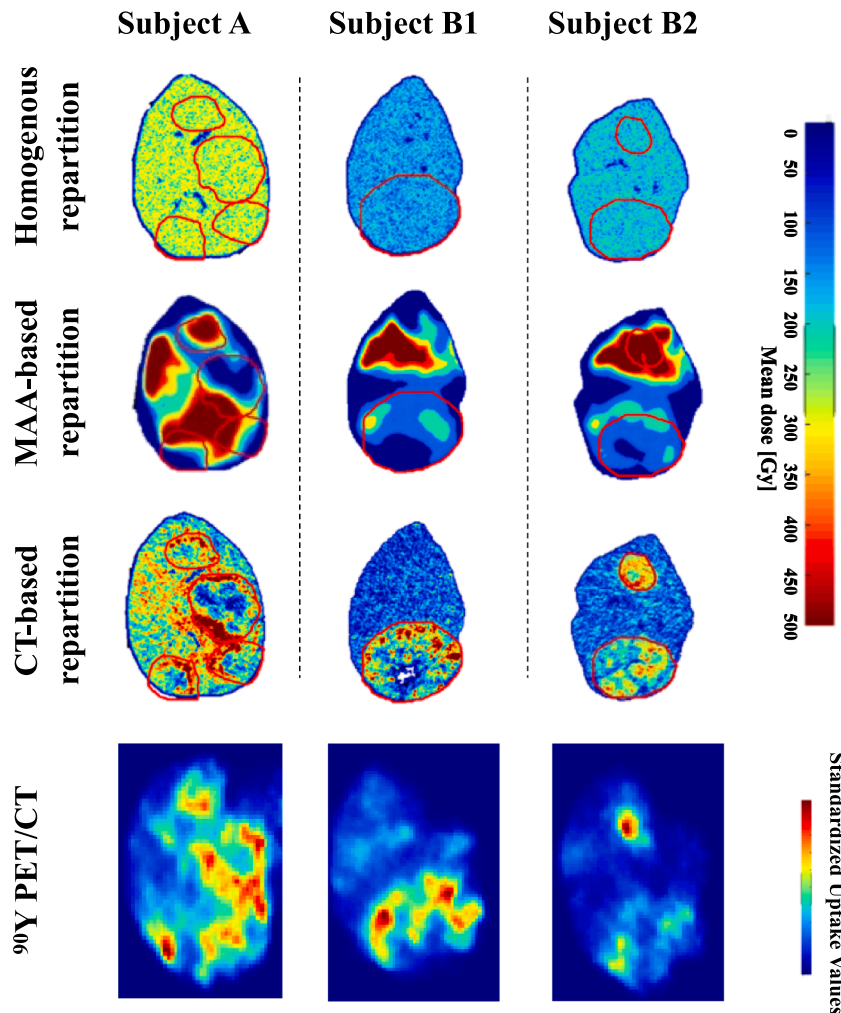 Subject A
Subject B1
Subject B2
Homogenous
repartition
MAA-based
repartition
CT-based
repartition
⁹⁰Y PET/CT
0
50
100
150
200
250
300
350
400
450
500
Mean dose [Gy]
Standardized Uptake Values